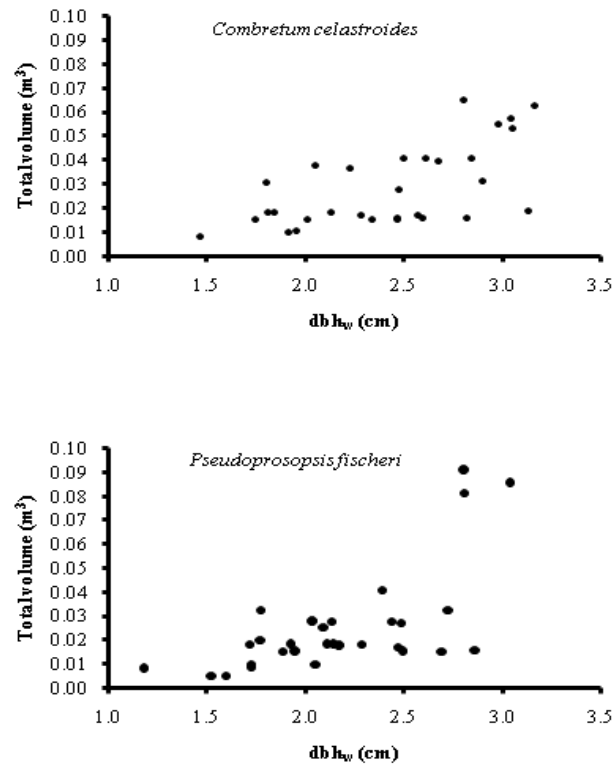 Combretum celastroides
Total volume (m³)
0.10
0.09
0.08
0.07
0.06
0.05
0.04
0.03
0.02
0.01
0.00
1.0 1.5 2.0 2.5 3.0 3.5
dbhw (cm)
Pseudoprosopsis fischeri
Total volume (m³)
0.10
0.09
0.08
0.07
0.06
0.05
0.04
0.03
0.02
0.01
0.00
1.0 1.5 2.0 2.5 3.0 3.5
dbhw (cm)